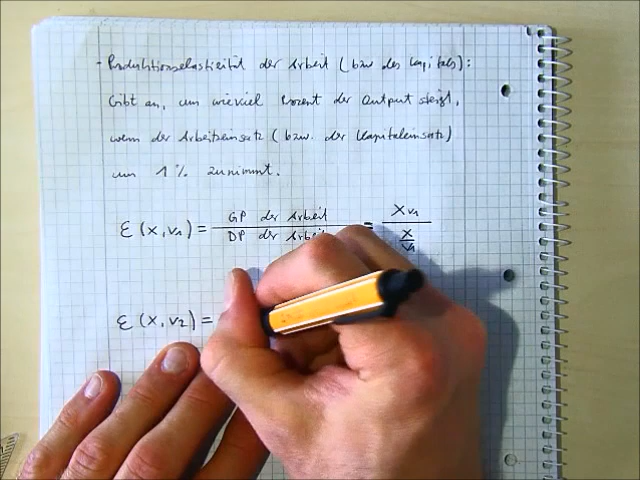 - Produktionselastizität der Arbeit (bzw des Kapitals):
Gibt an, um wieviel Prozent der Output steigt,
wenn der Arbeitseinsatz (bzw. der Kapitaleinsatz)
um 1% zunimmt.
ε(x,v₁) = GP der Arbeit / DP der Arbeit = Xv₁ / (x/v₁)
ε(x,v₂) =